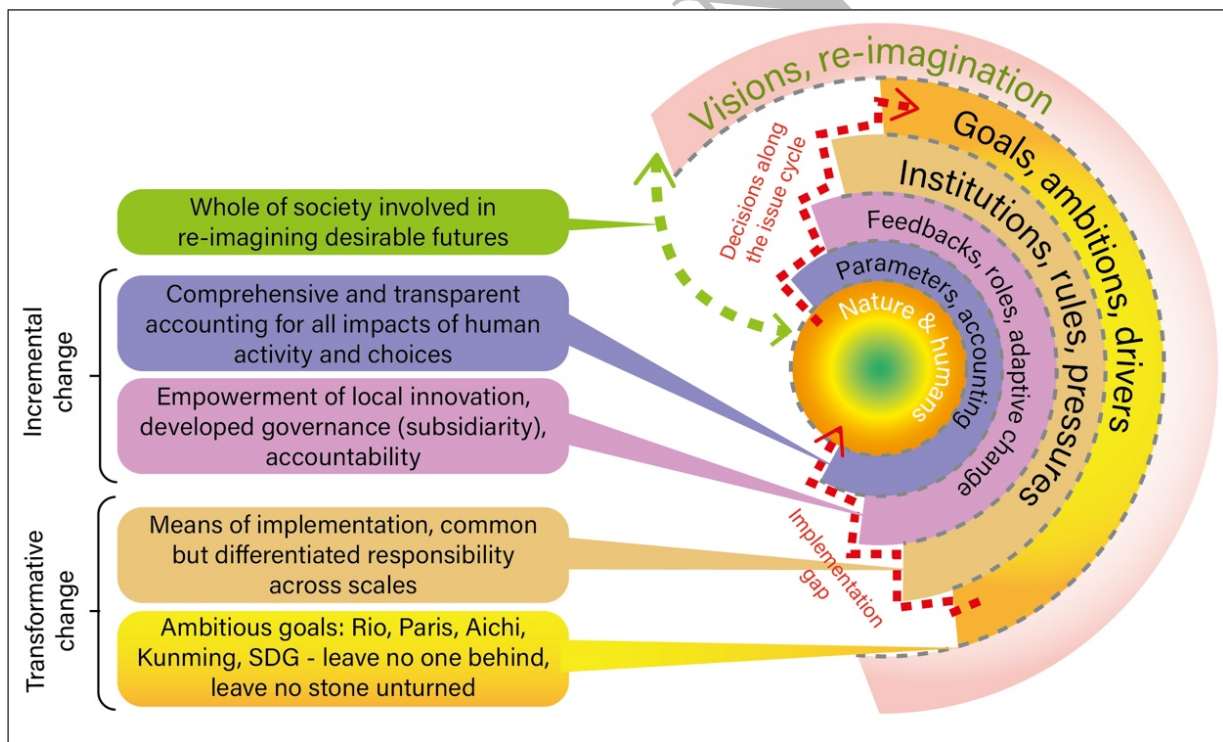 Visions, re-imagination
Goals, ambitions, drivers
Institutions, rules, pressures
Feedbacks, roles, adaptive change
Parameters, accounting
Nature & humans
Decisions along
the issue cycle
Implementation
gap
Whole of society involved in
re-imagining desirable futures
Incremental
change
Comprehensive and transparent
accounting for all impacts of human
activity and choices
Empowerment of local innovation,
developed governance (subsidiarity),
accountability
Transformative
change
Means of implementation, common
but differentiated responsibility
across scales
Ambitious goals: Rio, Paris, Aichi,
Kunming, SDG - leave no one behind,
leave no stone unturned